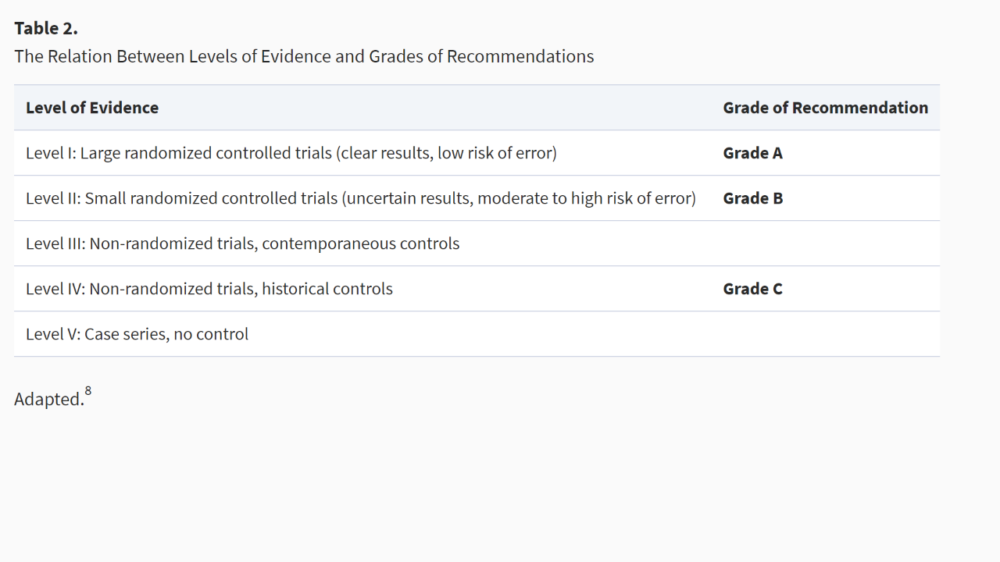 Table 2.
The Relation Between Levels of Evidence and Grades of Recommendations
Level of Evidence Grade of Recommendation
Level I: Large randomized controlled trials (clear results, low risk of error) Grade A
Level II: Small randomized controlled trials (uncertain results, moderate to high risk of error) Grade B
Level III: Non-randomized trials, contemporaneous controls
Level IV: Non-randomized trials, historical controls Grade C
Level V: Case series, no control
Adapted.8